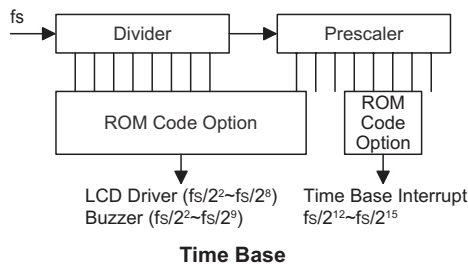 fs
Divider
Prescaler
ROM Code Option
ROM
Code
Option
LCD Driver (fs/2²~fs/2⁸)
Buzzer (fs/2²~fs/2⁹)
Time Base Interrupt
fs/2¹²~fs/2¹⁵
Time Base